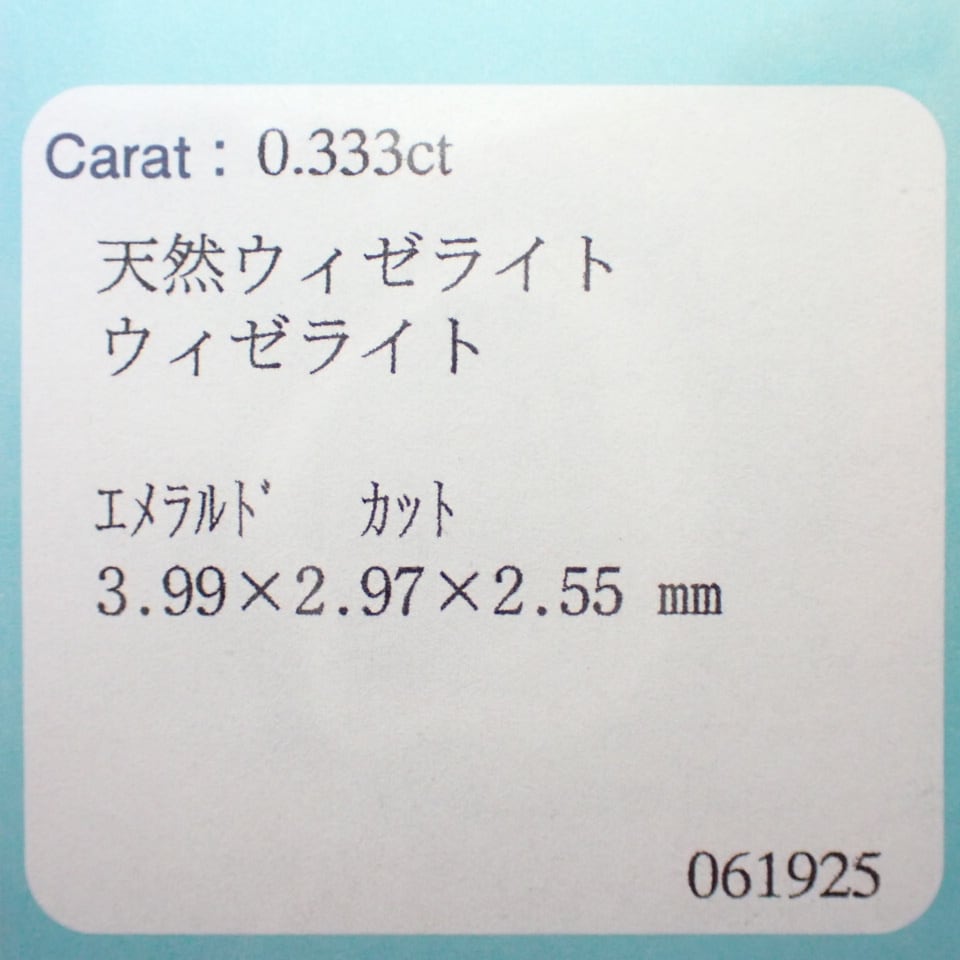 Carat : 0.333ct
天然ウィゼライト
ウィゼライト
ｴﾒﾗﾙﾄﾞ　ｶｯﾄ
3.99×2.97×2.55 mm
061925